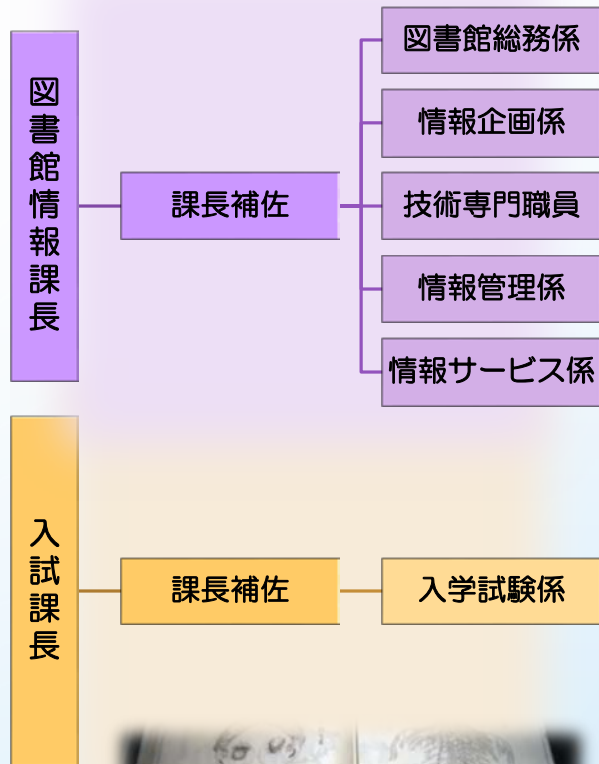 図書館情報課長
課長補佐
図書館総務係
情報企画係
技術専門職員
情報管理係
情報サービス係
入試課長
課長補佐
入学試験係